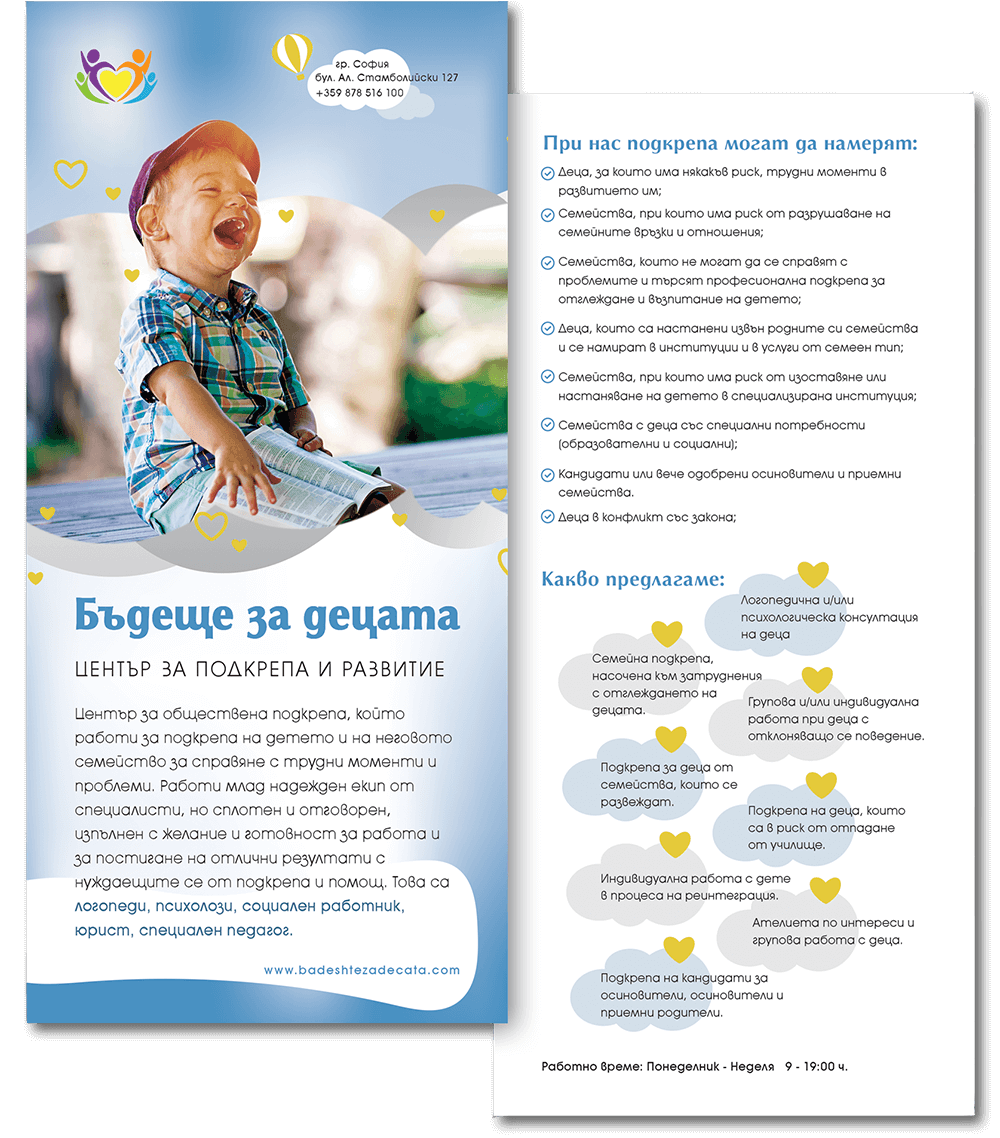 гр. София
бул. Ал. Стамболийски 127
+359 878 516 100
Бъдеще за децата
ЦЕНТЪР ЗА ПОДКРЕПА И РАЗВИТИЕ
Център за обществена подкрепа, който
работи за подкрепа на детето и на неговото
семейство за справяне с трудни моменти и
проблеми. Работи млад надежден екип от
специалисти, но сплотен и отговорен,
изпълнен с желание и готовност за работа и
за постигане на отлични резултати с
нуждаещите се от подкрепа и помощ. Това са
логопеди, психолози, социален работник,
юрист, специален педагог.
www.badeshtezadecata.com
При нас подкрепа могат да намерят:
Деца, за които има някакъв риск, трудни моменти в
развитието им;
Семейства, при които има риск от разрушаване на
семейните връзки и отношения;
Семейства, които не могат да се справят с
проблемите и търсят професионална подкрепа за
отглеждане и възпитание на детето;
Деца, които са настанени извън родните си семейства
и се намират в институции и в услуги от семеен тип;
Семейства, при които има риск от изоставяне или
настаняване на детето в специализирана институция;
Семейства с деца със специални потребности
(образователни и социални);
Кандидати или вече одобрени осиновители и приемни
семейства.
Деца в конфликт със закона;
Какво предлагаме:
Логопедична и/или
психологическа консултация
на деца
Семейна подкрепа,
насочена към затруднения
с отглеждането на
децата.
Групова и/или индивидуална
работа при деца с
отклоняващо се поведение.
Подкрепа за деца от
семейства, които се
развеждат.
Подкрепа на деца, които
са в риск от отпадане
от училище.
Индивидуална работа с дете
в процеса на реинтеграция.
Ателиета по интереси и
групова работа с деца.
Подкрепа на кандидати за
осиновители, осиновители и
приемни родители.
Работно време: Понеделник - Неделя 9 - 19:00 ч.